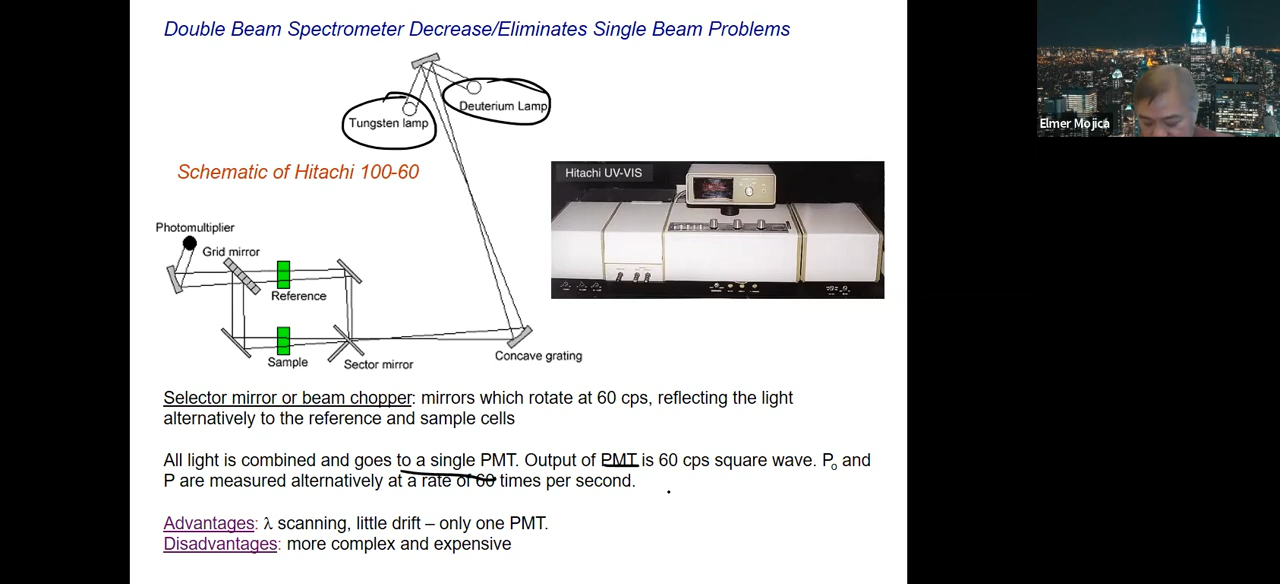 Double Beam Spectrometer Decrease/Eliminates Single Beam Problems
Elmer Mojica
Deuterium Lamp
Tungsten lamp
Schematic of Hitachi 100-60
Hitachi UV-VIS
Photomultiplier
Grid mirror
Reference
Sample
Sector mirror
Concave grating
Selector mirror or beam chopper: mirrors which rotate at 60 cps, reflecting the light
alternatively to the reference and sample cells
All light is combined and goes to a single PMT. Output of PMT is 60 cps square wave. Po and
P are measured alternatively at a rate of 60 times per second.
Advantages: λ scanning, little drift – only one PMT.
Disadvantages: more complex and expensive